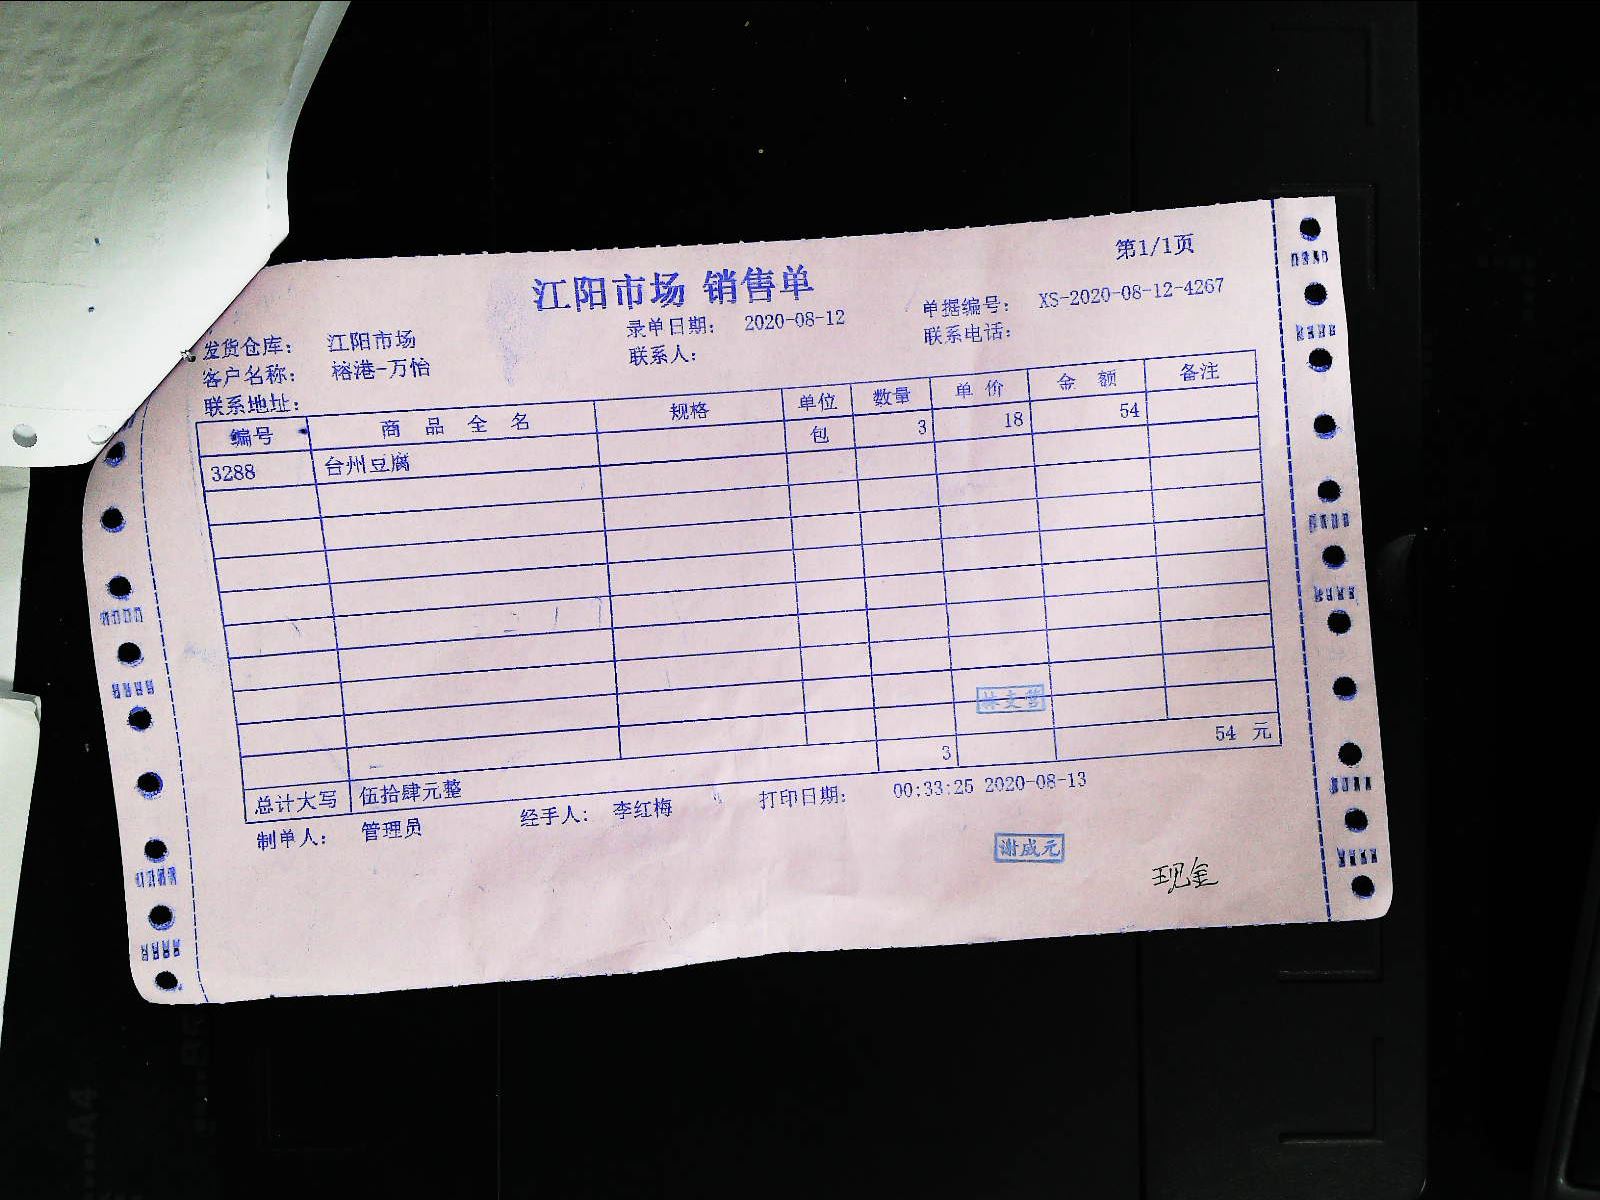 第1/1页
江阳市场 销售单
发货仓库: 江阳市场 录单日期: 2020-08-12 单据编号: XS-2020-08-12-4267
客户名称: 榕港-万怡 联系人: 联系电话:
联系地址:
编号 商 品 全 名 规格 单位 数量 单 价 金 额 备注
3288 台州豆腐 包 3 18 54
3 54 元
总计大写 伍拾肆元整
制单人: 管理员 经手人: 李红梅 打印日期: 00:33:25 2020-08-13
谢成元
现金